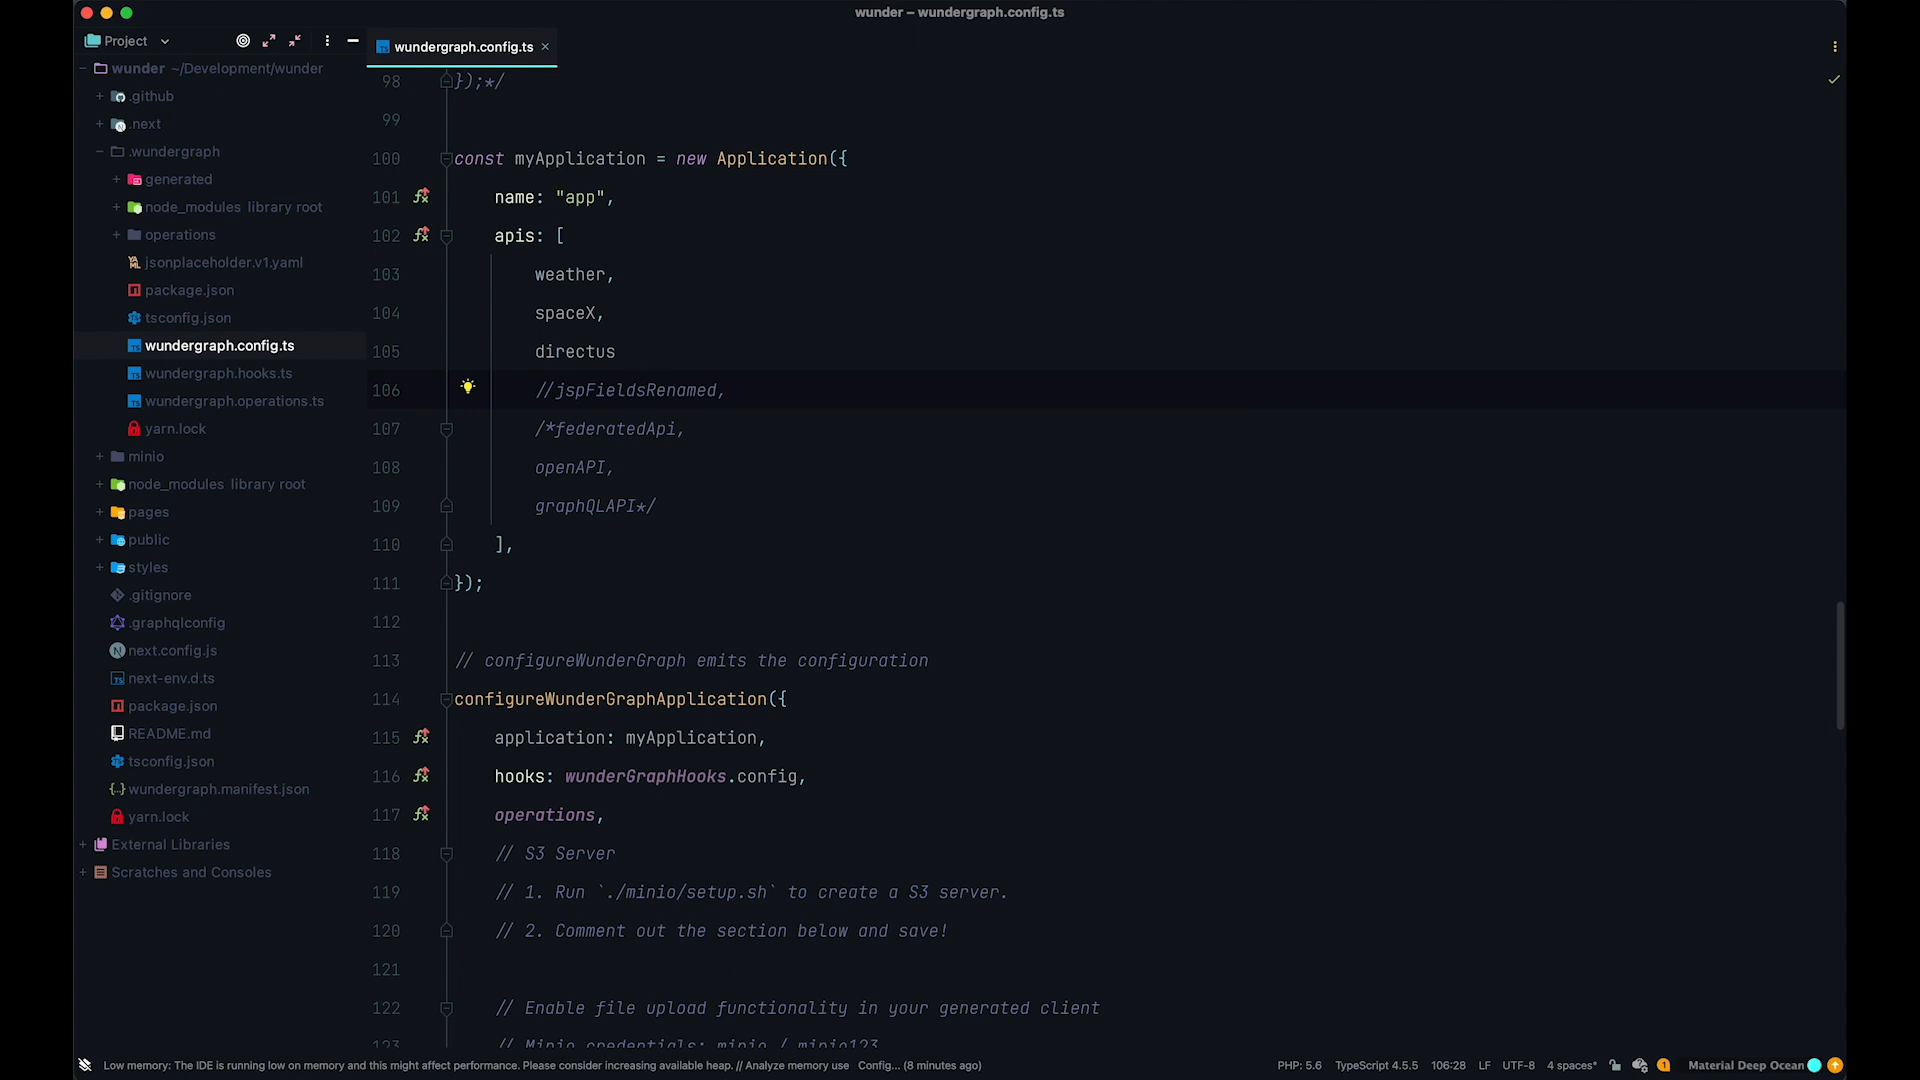 wunder – wundergraph.config.ts
Project
wundergraph.config.ts
wunder ~/Development/wunder
.github
.next
.wundergraph
generated
node_modules library root
operations
jsonplaceholder.v1.yaml
package.json
tsconfig.json
wundergraph.config.ts
wundergraph.hooks.ts
wundergraph.operations.ts
yarn.lock
minio
node_modules library root
pages
public
styles
.gitignore
.graphqlconfig
next.config.js
next-env.d.ts
package.json
README.md
tsconfig.json
wundergraph.manifest.json
yarn.lock
External Libraries
Scratches and Consoles
98 });*/
99
100 const myApplication = new Application({
101 name: "app",
102 apis: [
103 weather,
104 spaceX,
105 directus
106 //jspFieldsRenamed,
107 /*federatedApi,
108 openAPI,
109 graphQLAPI*/
110 ],
111 });
112
113 // configureWunderGraph emits the configuration
114 configureWunderGraphApplication({
115 application: myApplication,
116 hooks: wunderGraphHooks.config,
117 operations,
118 // S3 Server
119 // 1. Run `./minio/setup.sh` to create a S3 server.
120 // 2. Comment out the section below and save!
121
122 // Enable file upload functionality in your generated client
123 // Minio credentials: minio / minio123
Low memory: The IDE is running low on memory and this might affect performance. Please consider increasing available heap. // Analyze memory use Config... (8 minutes ago)
PHP: 5.6 TypeScript 4.5.5 106:28 LF UTF-8 4 spaces* 1 Material Deep Ocean